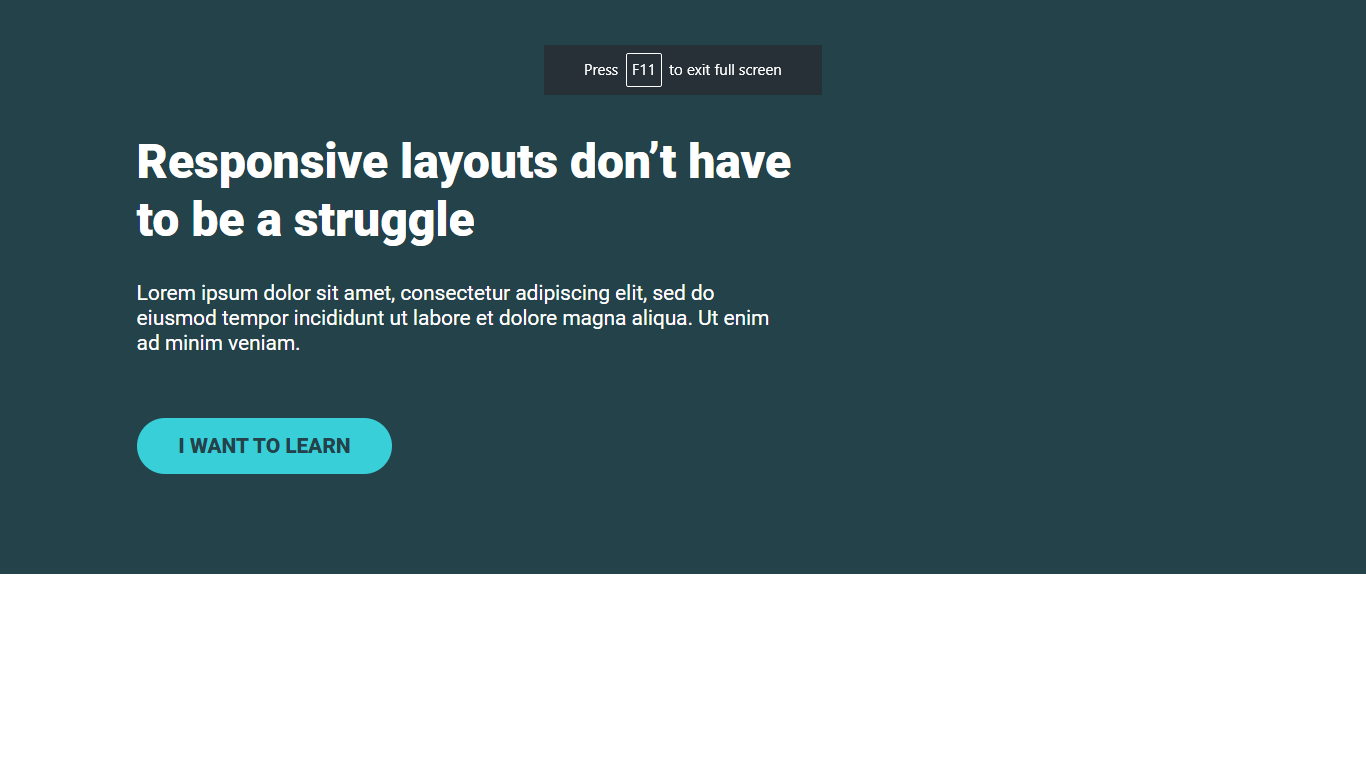 Press F11 to exit full screen
Responsive layouts don’t have
to be a struggle
Lorem ipsum dolor sit amet, consectetur adipiscing elit, sed do
eiusmod tempor incididunt ut labore et dolore magna aliqua. Ut enim
ad minim veniam.
I WANT TO LEARN